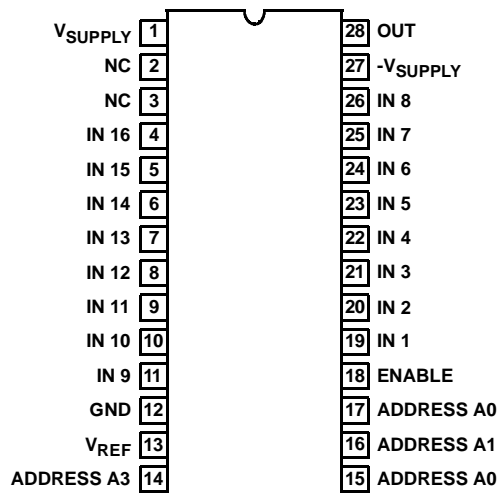 VSUPPLY 1 28 OUT
NC 2 27 -VSUPPLY
NC 3 26 IN 8
IN 16 4 25 IN 7
IN 15 5 24 IN 6
IN 14 6 23 IN 5
IN 13 7 22 IN 4
IN 12 8 21 IN 3
IN 11 9 20 IN 2
IN 10 10 19 IN 1
IN 9 11 18 ENABLE
GND 12 17 ADDRESS A0
VREF 13 16 ADDRESS A1
ADDRESS A3 14 15 ADDRESS A0